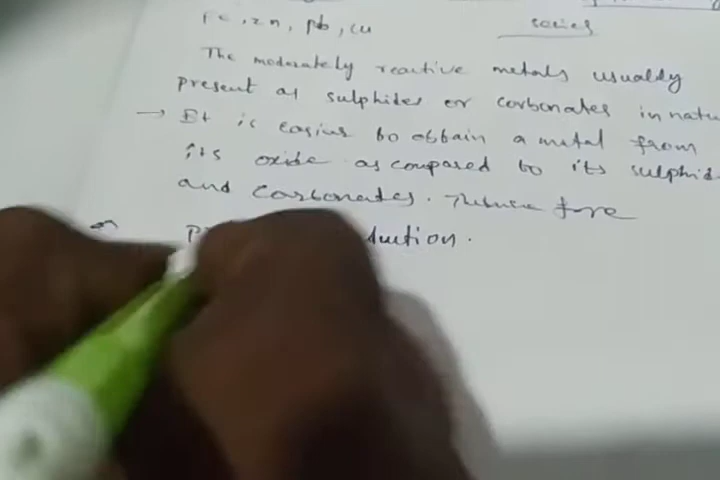 Fe, zn, pb, cu
series
The moderately reactive metals usually
present as sulphides or carbonates in natu
→ It is easier to obtain a metal from
its oxide as compared to its sulphid
and carbonates.
duction.